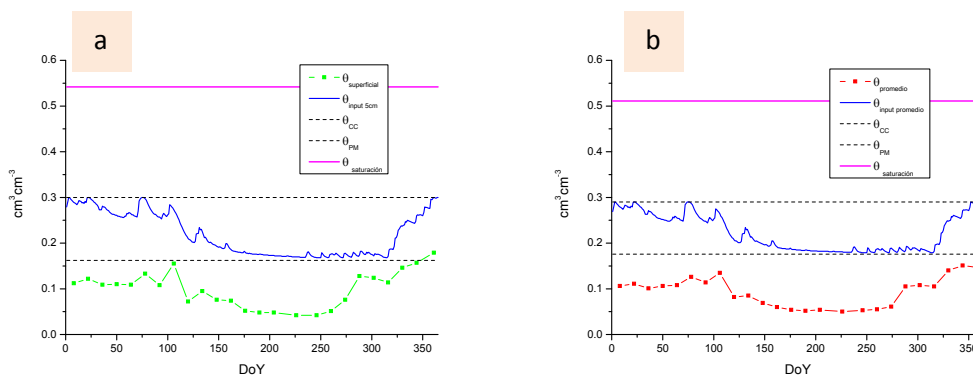 a
0.6
0.5
0.4
0.3
0.2
0.1
0.0
cm³cm⁻³
θsuperficial
θinput 5cm
θCC
θPM
θsaturación
0 50 100 150 200 250 300 350
DoY
b
0.6
0.5
0.4
0.3
0.2
0.1
0.0
cm³cm⁻³
θpromedio
θinput promedio
θCC
θPM
θsaturación
0 50 100 150 200 250 300 350
DoY